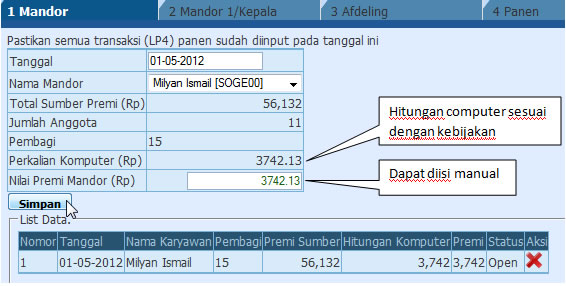 1 Mandor 2 Mandor 1/Kepala 3 Afdeling 4 Panen
Pastikan semua transaksi (LP4) panen sudah diinput pada tanggal ini
Tanggal 01-05-2012
Nama Mandor Milyan Ismail [SOGE00]
Total Sumber Premi (Rp) 56,132
Jumlah Anggota 11
Pembagi 15
Perkalian Komputer (Rp) 3742.13
Nilai Premi Mandor (Rp) 3742.13
Hitungan computer sesuai
dengan kebijakan
Dapat diisi manual
Simpan
List Data:
Nomor Tanggal Nama Karyawan Pembagi Premi Sumber Hitungan Komputer Premi Status Aksi
1 01-05-2012 Milyan Ismail 15 56,132 3,742 3,742 Open